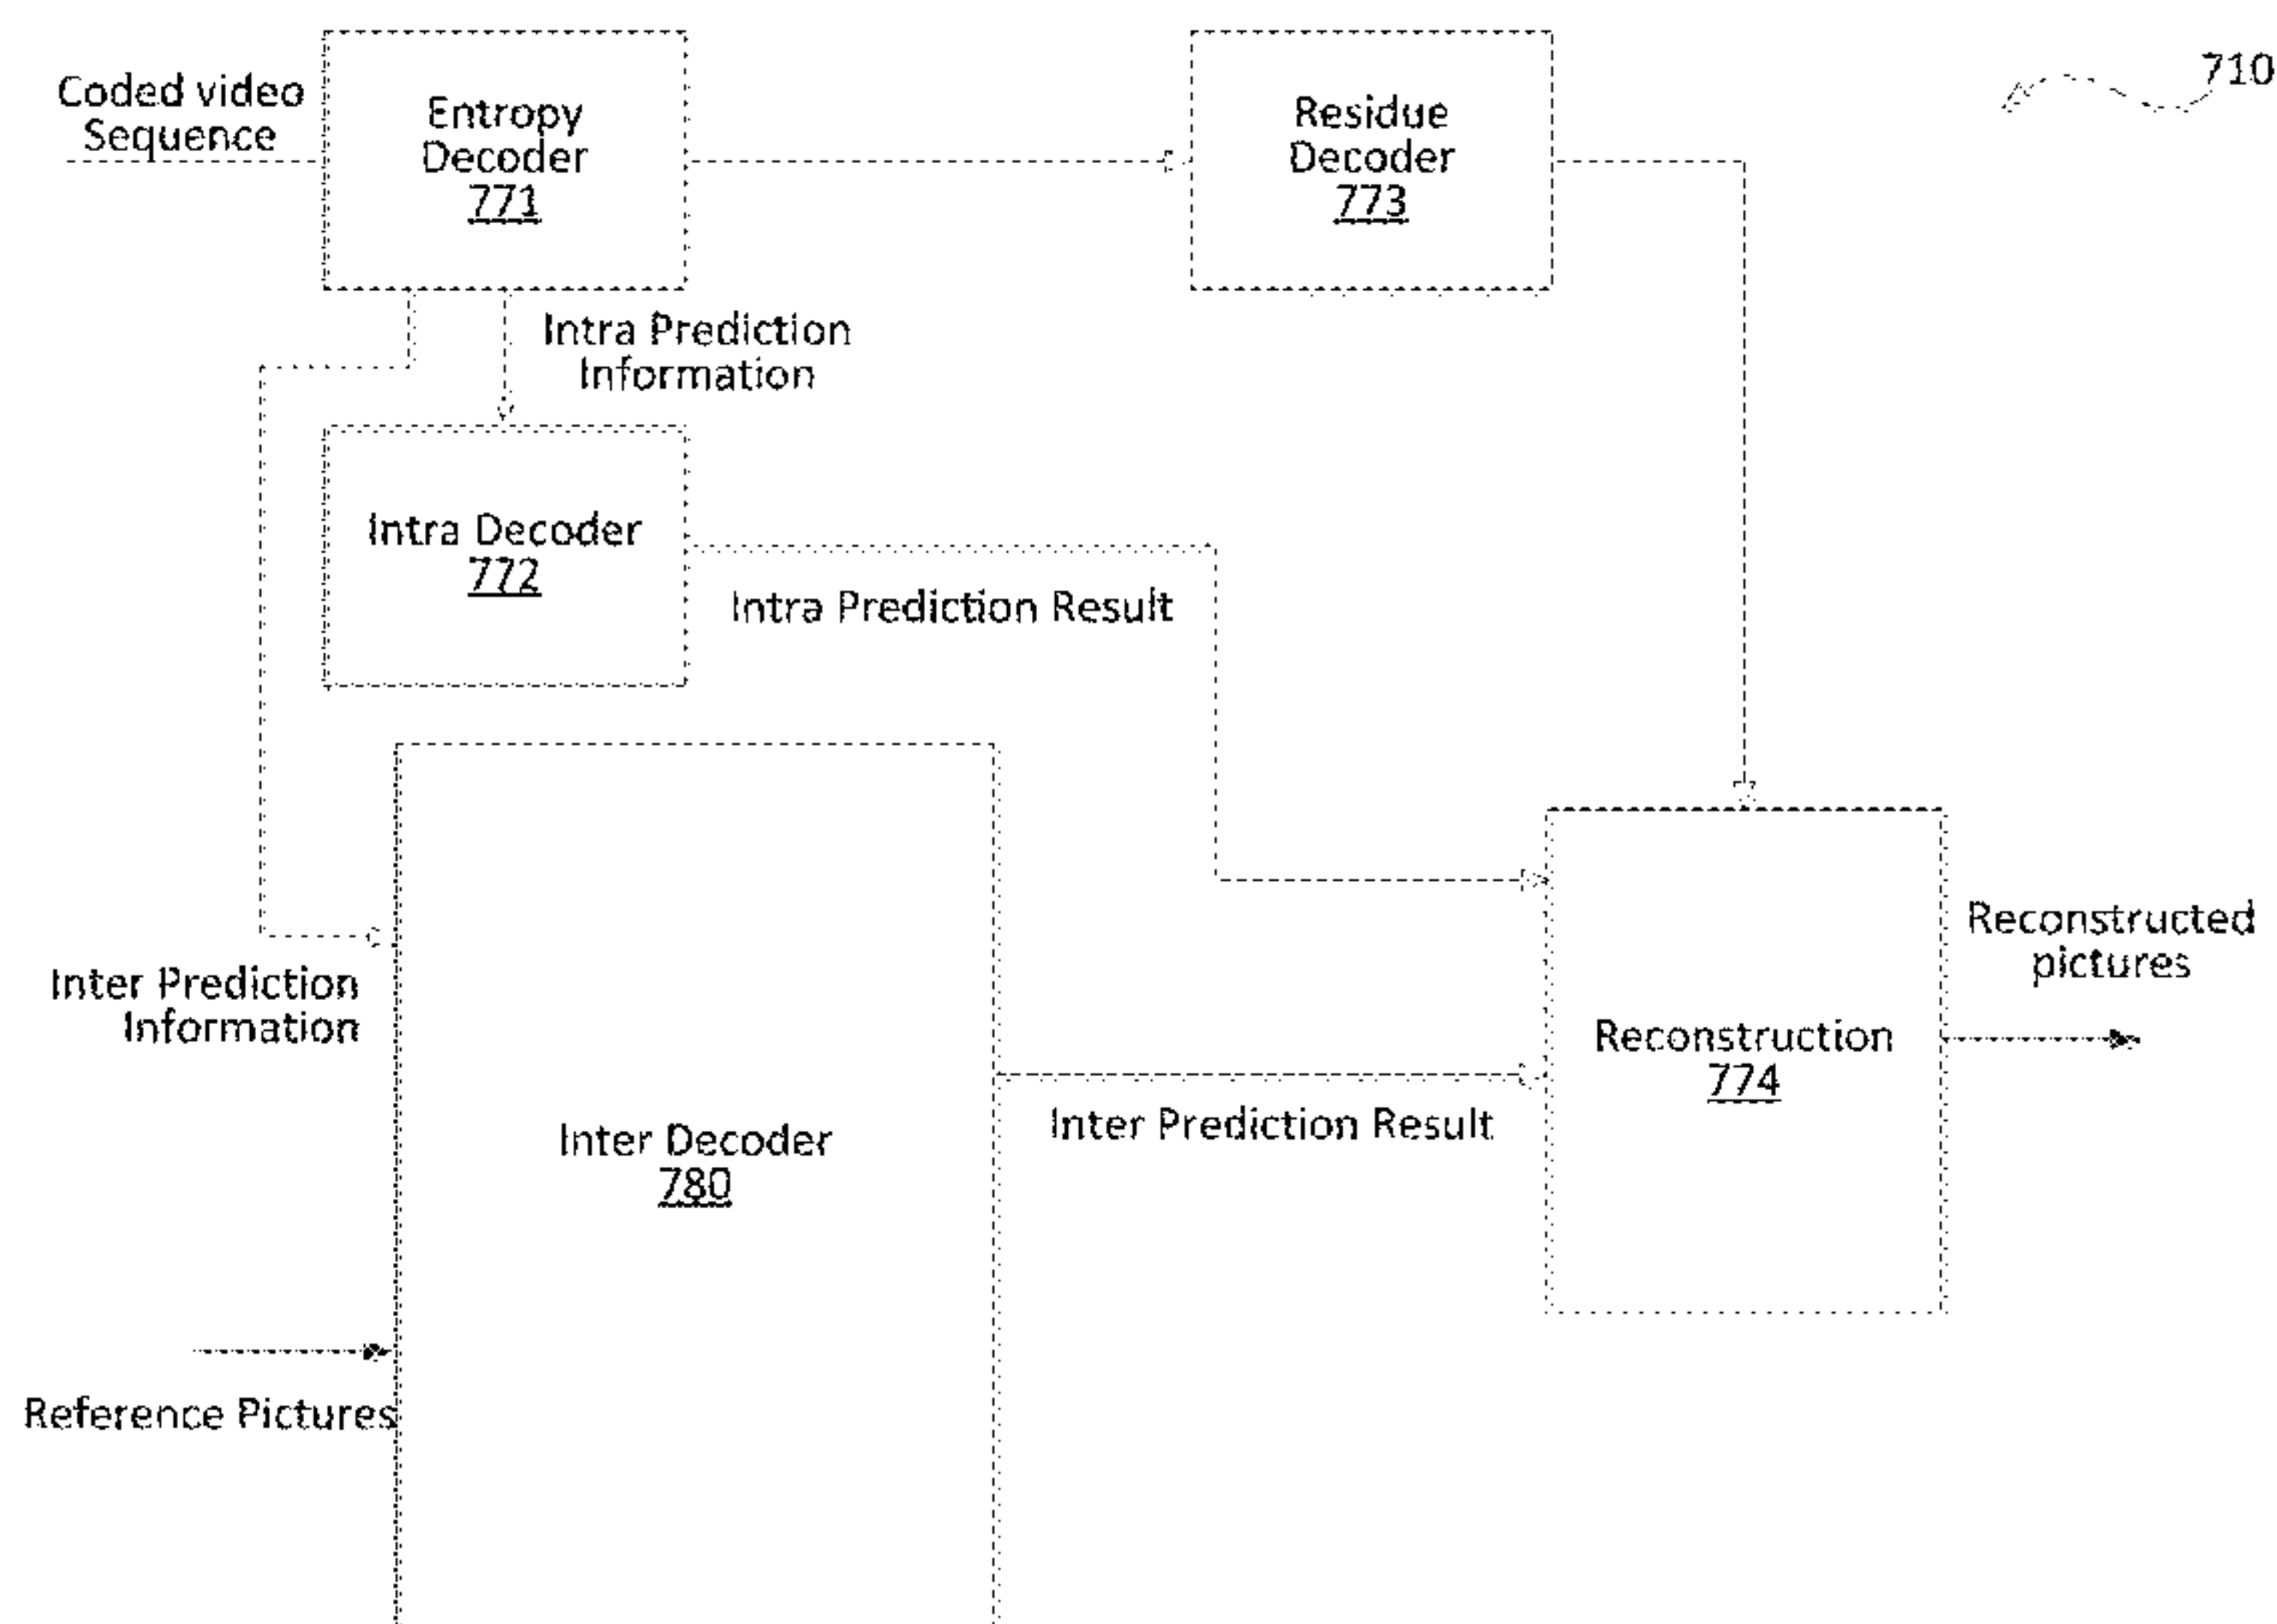 Coded video
Sequence
Entropy
Decoder
771
Residue
Decoder
773
710
Intra Prediction
Information
Intra Decoder
772
Intra Prediction Result
Inter Prediction
Information
Inter Decoder
780
Inter Prediction Result
Reconstruction
774
Reconstructed
pictures
Reference Pictures